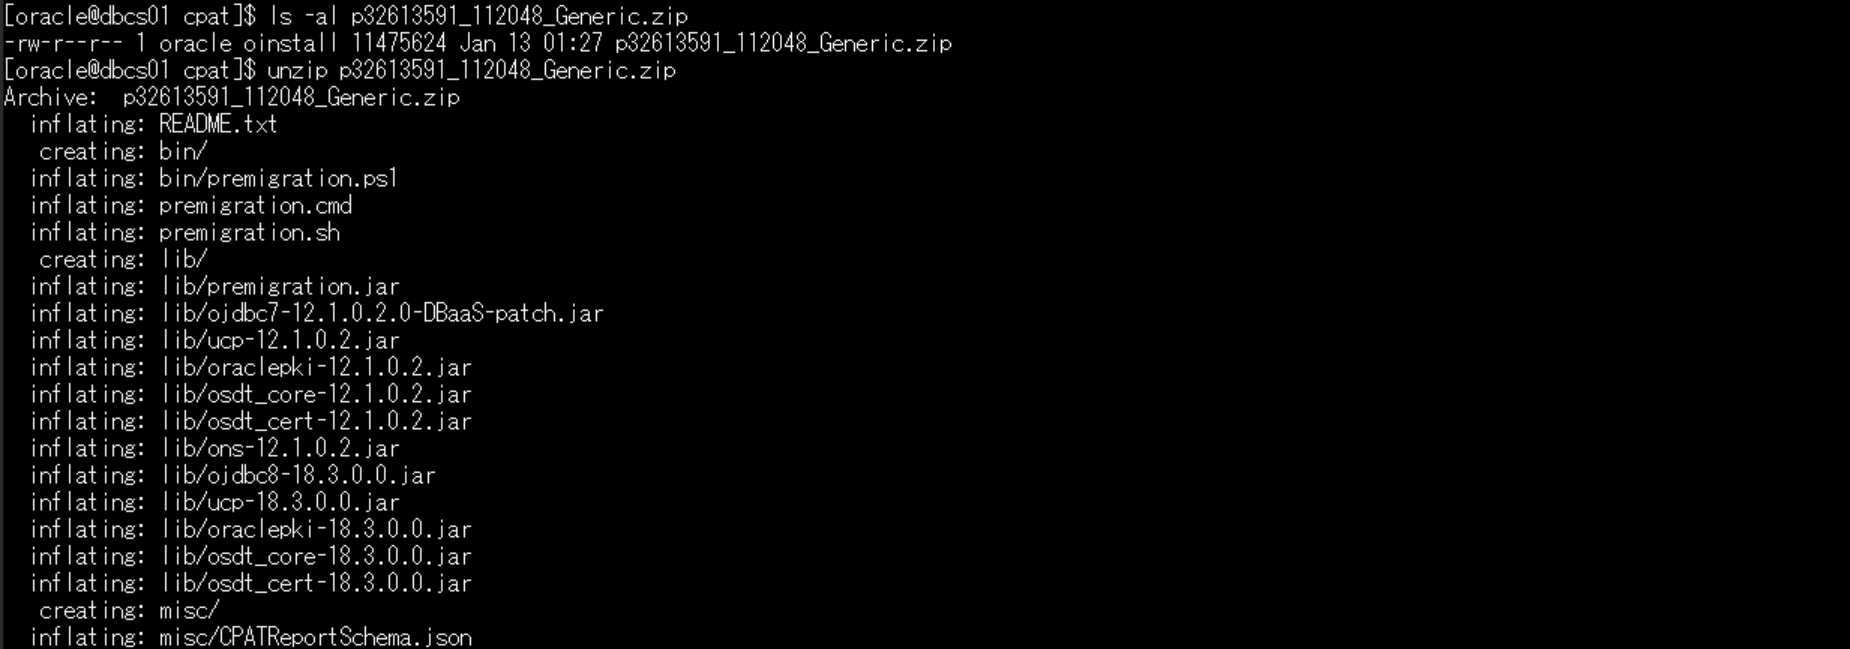 [oracle@dbcs01 cpat]$ ls -al p32613591_112048_Generic.zip
-rw-r--r-- 1 oracle oinstall 11475624 Jan 13 01:27 p32613591_112048_Generic.zip
[oracle@dbcs01 cpat]$ unzip p32613591_112048_Generic.zip
Archive:  p32613591_112048_Generic.zip
  inflating: README.txt
   creating: bin/
  inflating: bin/premigration.ps1
  inflating: premigration.cmd
  inflating: premigration.sh
   creating: lib/
  inflating: lib/premigration.jar
  inflating: lib/ojdbc7-12.1.0.2.0-DBaaS-patch.jar
  inflating: lib/ucp-12.1.0.2.jar
  inflating: lib/oraclepki-12.1.0.2.jar
  inflating: lib/osdt_core-12.1.0.2.jar
  inflating: lib/osdt_cert-12.1.0.2.jar
  inflating: lib/ons-12.1.0.2.jar
  inflating: lib/ojdbc8-18.3.0.0.jar
  inflating: lib/ucp-18.3.0.0.jar
  inflating: lib/oraclepki-18.3.0.0.jar
  inflating: lib/osdt_core-18.3.0.0.jar
  inflating: lib/osdt_cert-18.3.0.0.jar
   creating: misc/
  inflating: misc/CPATReportSchema.json